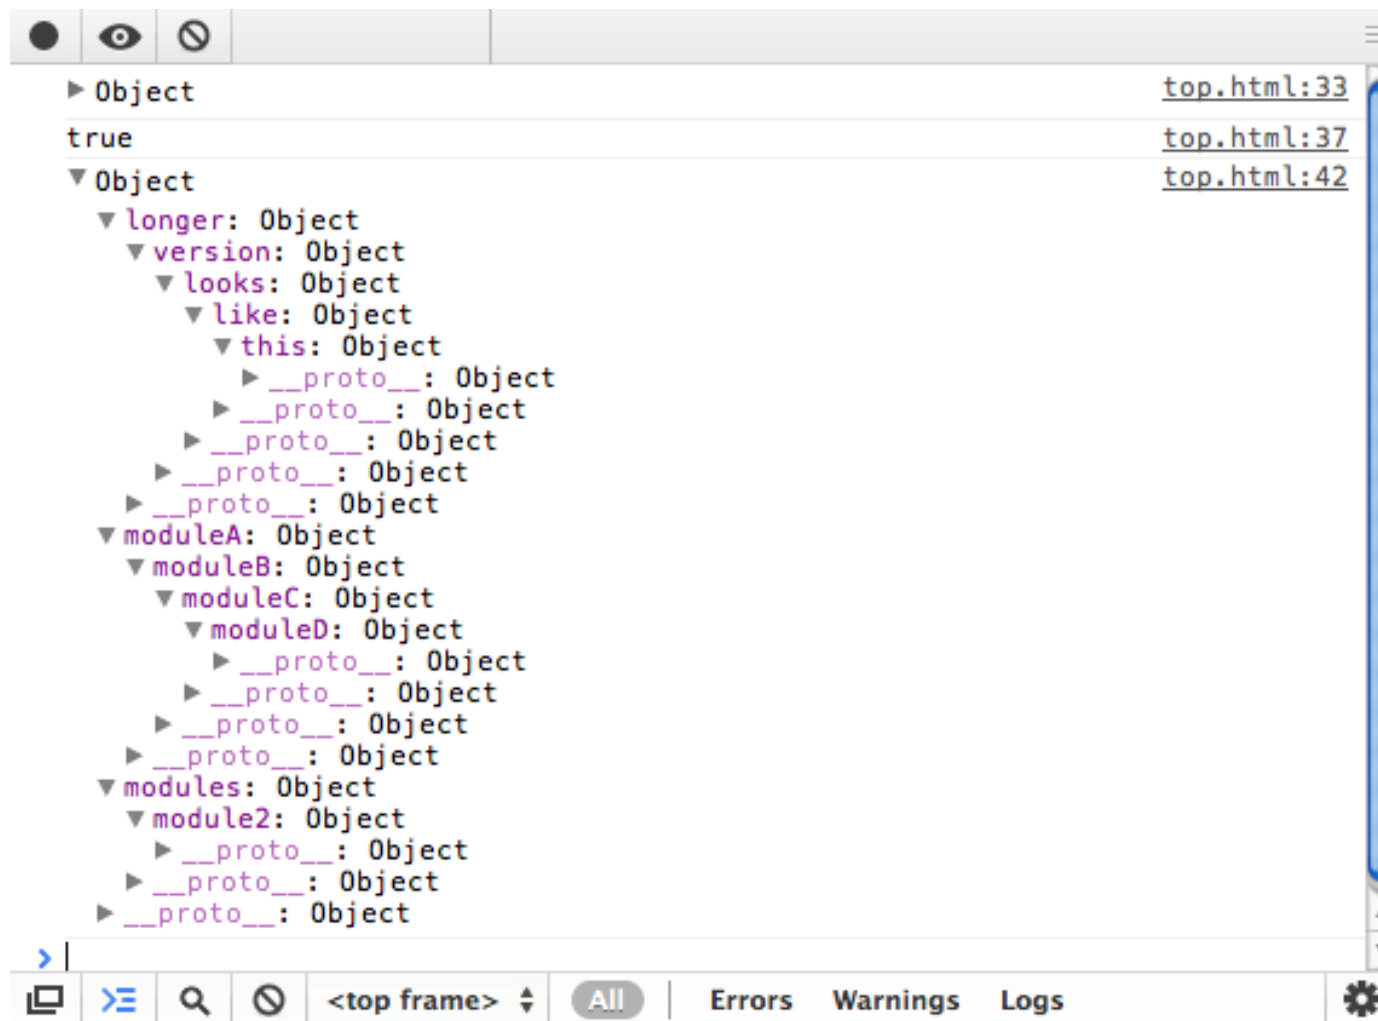 Object top.html:33
true top.html:37
Object top.html:42
longer: Object
version: Object
looks: Object
like: Object
this: Object
__proto__: Object
__proto__: Object
__proto__: Object
__proto__: Object
__proto__: Object
moduleA: Object
moduleB: Object
moduleC: Object
moduleD: Object
__proto__: Object
__proto__: Object
__proto__: Object
__proto__: Object
modules: Object
module2: Object
__proto__: Object
__proto__: Object
__proto__: Object
<top frame> All Errors Warnings Logs